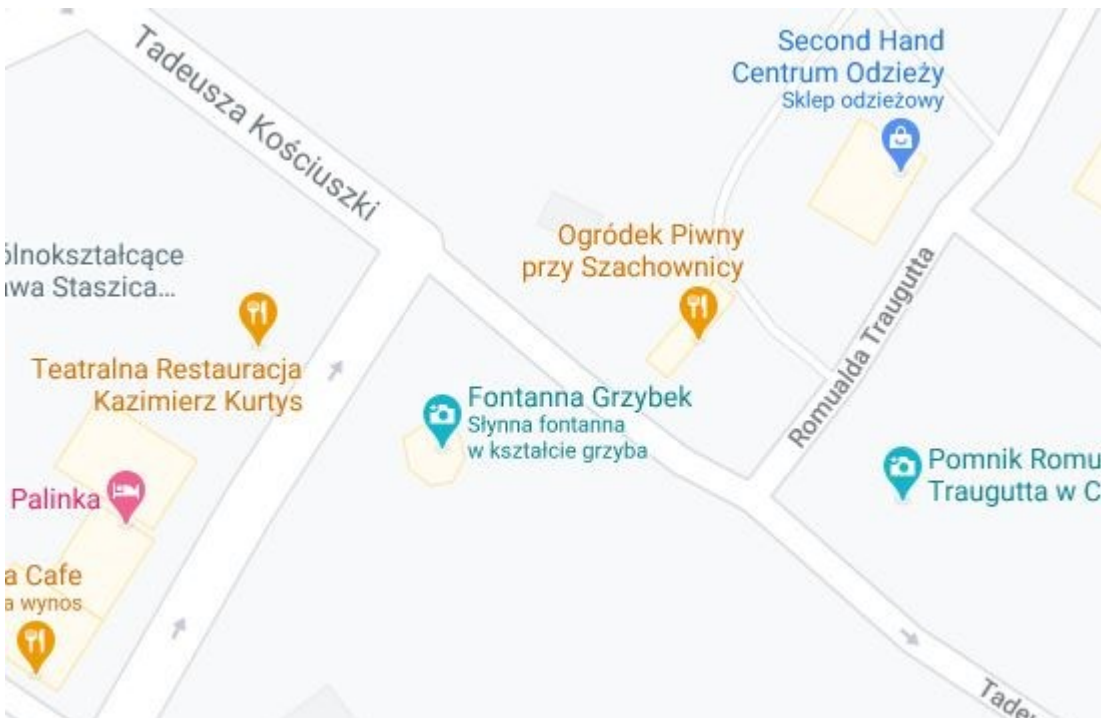 Tadeusza Kościuszki
Second Hand
Centrum Odzieży
Sklep odzieżowy
Ogródek Piwny
przy Szachownicy
Romualda Traugutta
ólnokształcące
wa Staszica...
Teatralna Restauracja
Kazimierz Kurtys
Fontanna Grzybek
Słynna fontanna
w kształcie grzyba
Pomnik Romu
Traugutta w C
Palinka
a Cafe
a wynos
Tadeu